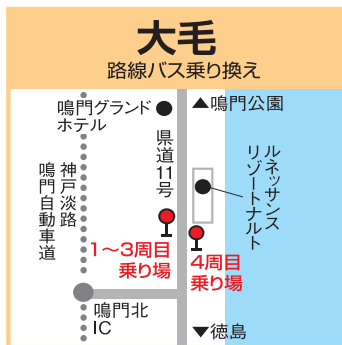 大毛
路線バス乗り換え
鳴門グランド
ホテル
▲鳴門公園
県道11号
ルネッサンス
リゾートナルト
神戸淡路
鳴門自動車道
1〜3周目
乗り場
4周目
乗り場
鳴門北
IC
▼徳島